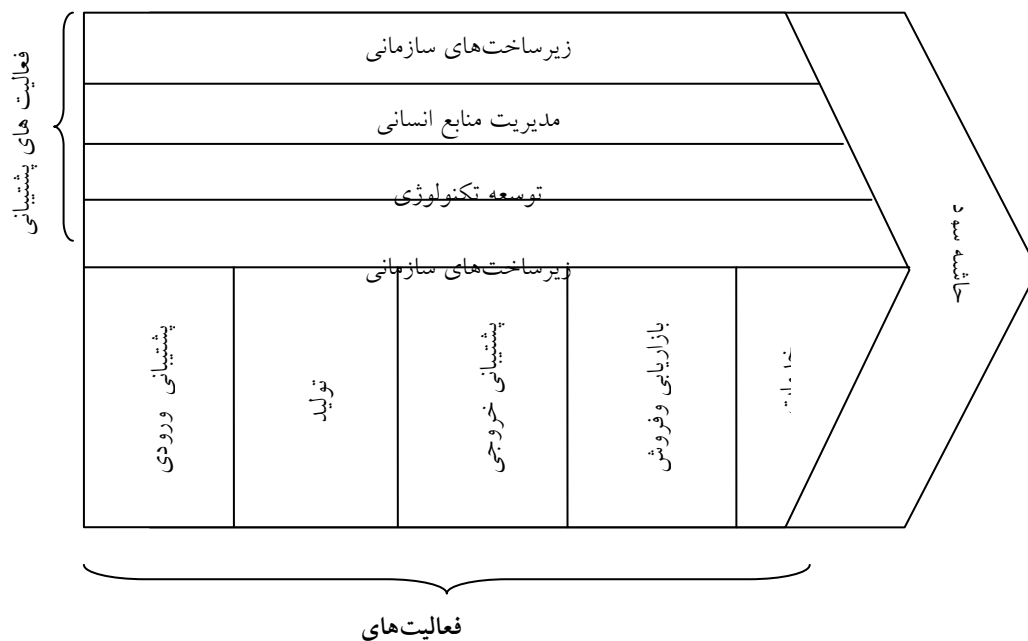 زیرساخت‌های سازمانی
مدیریت منابع انسانی
توسعه تکنولوژی
زیرساخت‌های سازمانی
فعالیت های پشتیبانی
حاشیه سود
پشتیبانی ورودی
تولید
پشتیبانی خروجی
بازاریابی وفروش
فعالیت‌های